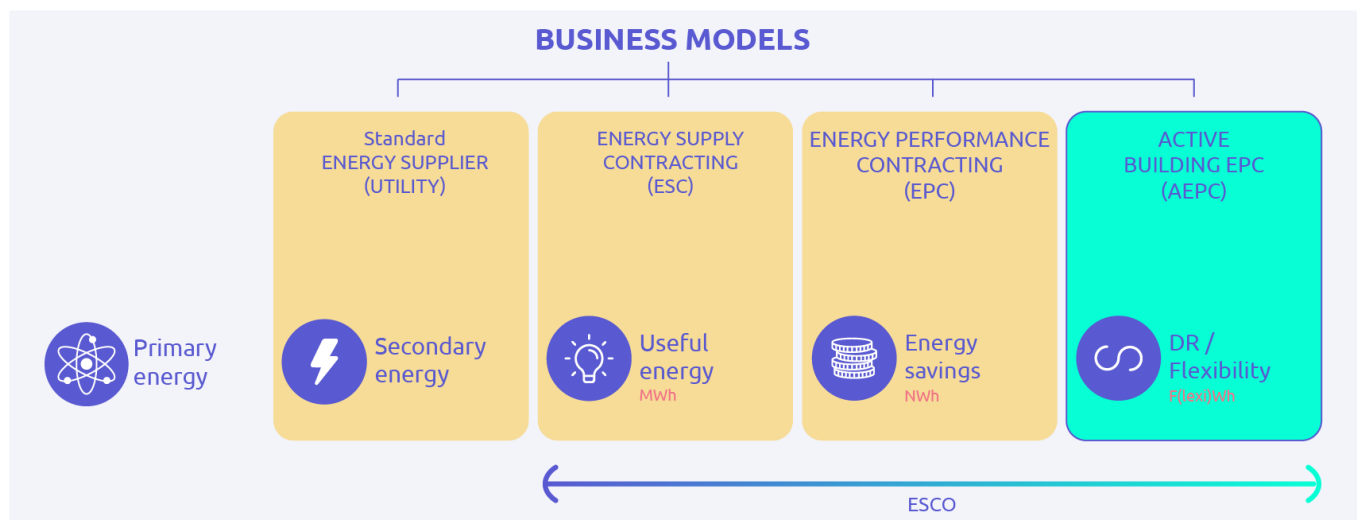 BUSINESS MODELS
Standard
ENERGY SUPPLIER
(UTILITY)
ENERGY SUPPLY
CONTRACTING
(ESC)
ENERGY PERFORMANCE
CONTRACTING
(EPC)
ACTIVE
BUILDING EPC
(AEPC)
Primary
energy
Secondary
energy
Useful
energy
MWh
Energy
savings
NWh
DR /
Flexibility
F(lexi)Wh
ESCO